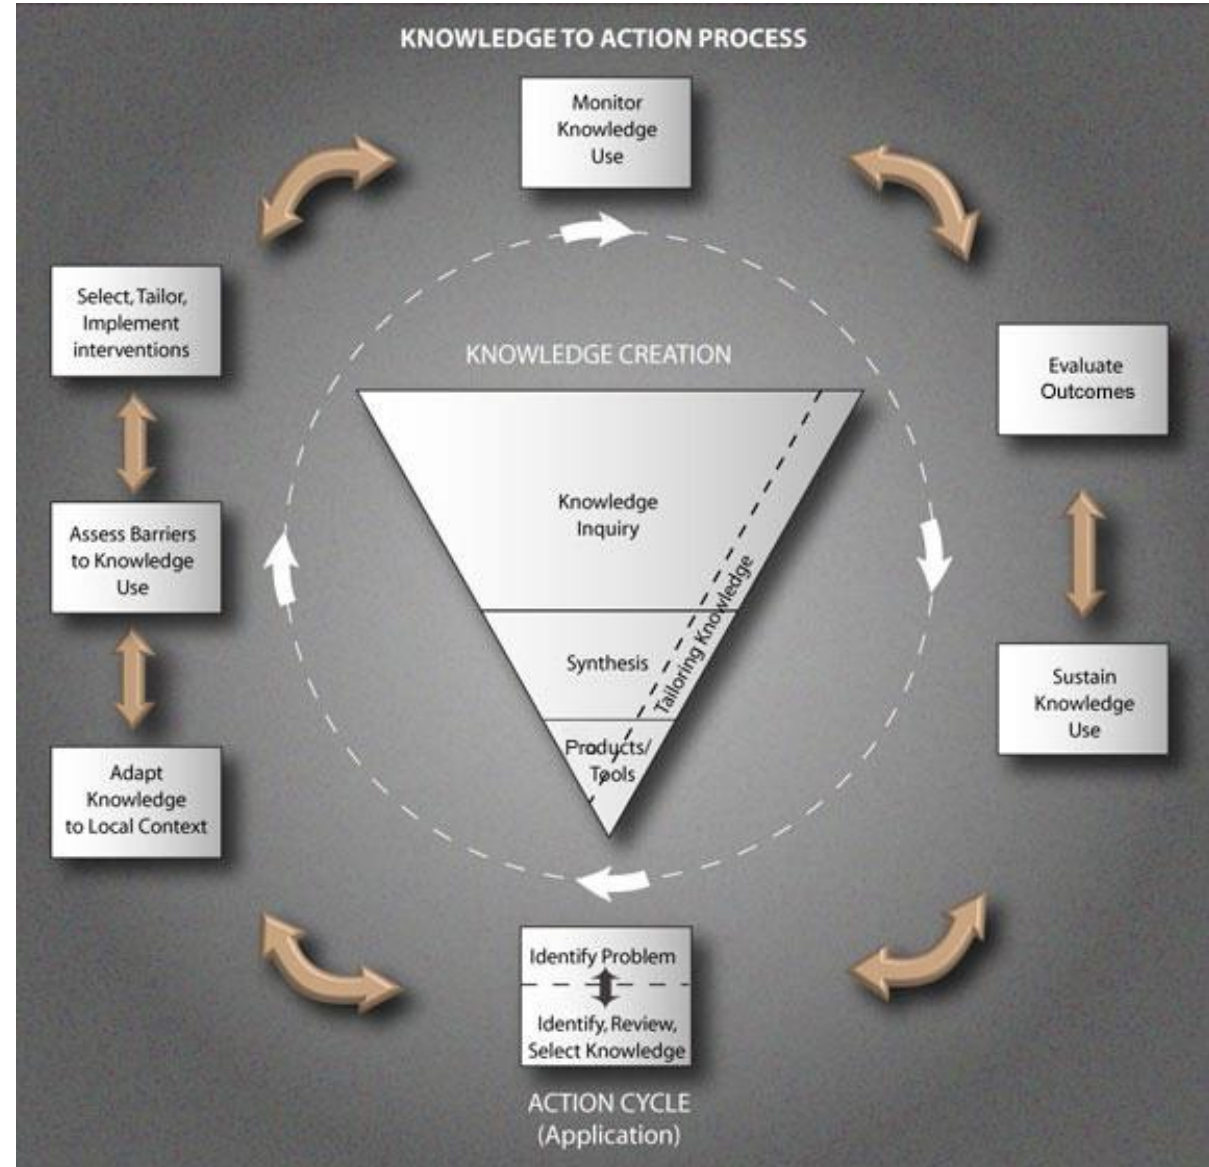 KNOWLEDGE TO ACTION PROCESS
Monitor
Knowledge
Use
Select, Tailor,
Implement
interventions
KNOWLEDGE CREATION
Evaluate
Outcomes
Knowledge
Inquiry
Assess Barriers
to Knowledge
Use
Tailoring Knowledge
Synthesis
Sustain
Knowledge
Use
Products/
Tools
Adapt
Knowledge
to Local Context
Identify Problem
Identify, Review,
Select Knowledge
ACTION CYCLE
(Application)